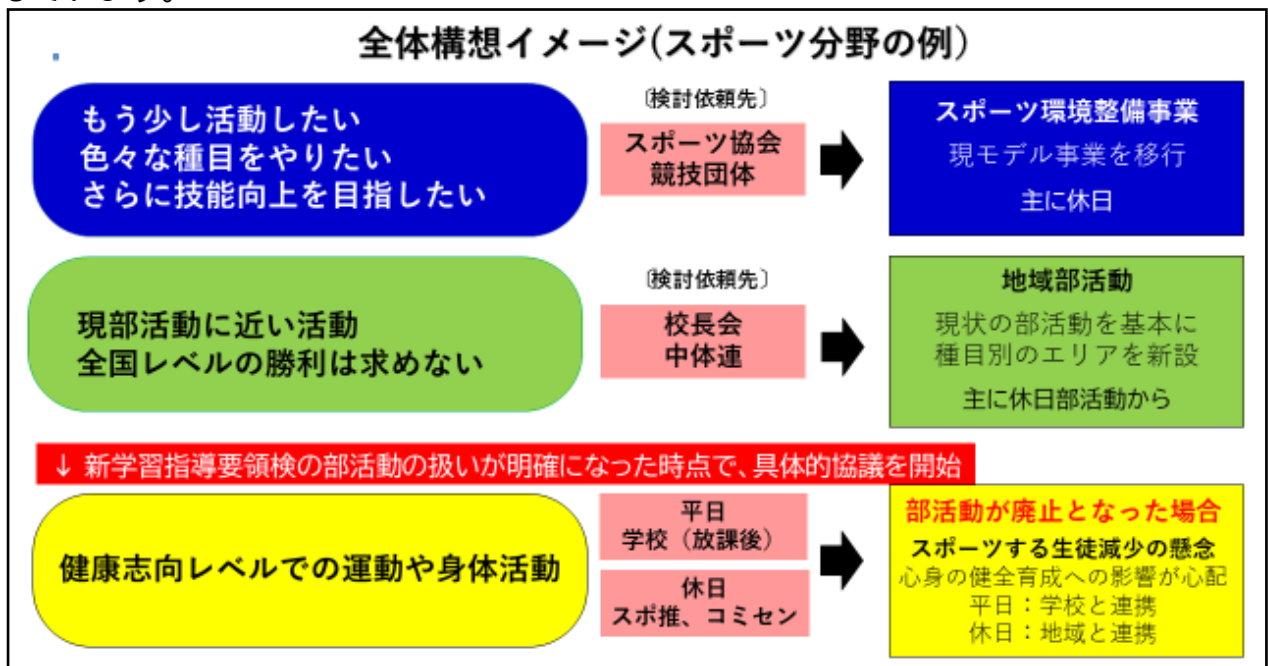 全体構想イメージ(スポーツ分野の例)
もう少し活動したい
色々な種目をやりたい
さらに技能向上を目指したい
〔検討依頼先〕
スポーツ協会
競技団体
スポーツ環境整備事業
現モデル事業を移行
主に休日
現部活動に近い活動
全国レベルの勝利は求めない
〔検討依頼先〕
校長会
中体連
地域部活動
現状の部活動を基本に
種目別のエリアを新設
主に休日部活動から
↓ 新学習指導要領検の部活動の扱いが明確になった時点で、具体的協議を開始
健康志向レベルでの運動や身体活動
平日
学校（放課後）
休日
スポ推、コミセン
部活動が廃止となった場合
スポーツする生徒減少の懸念
心身の健全育成への影響が心配
平日：学校と連携
休日：地域と連携